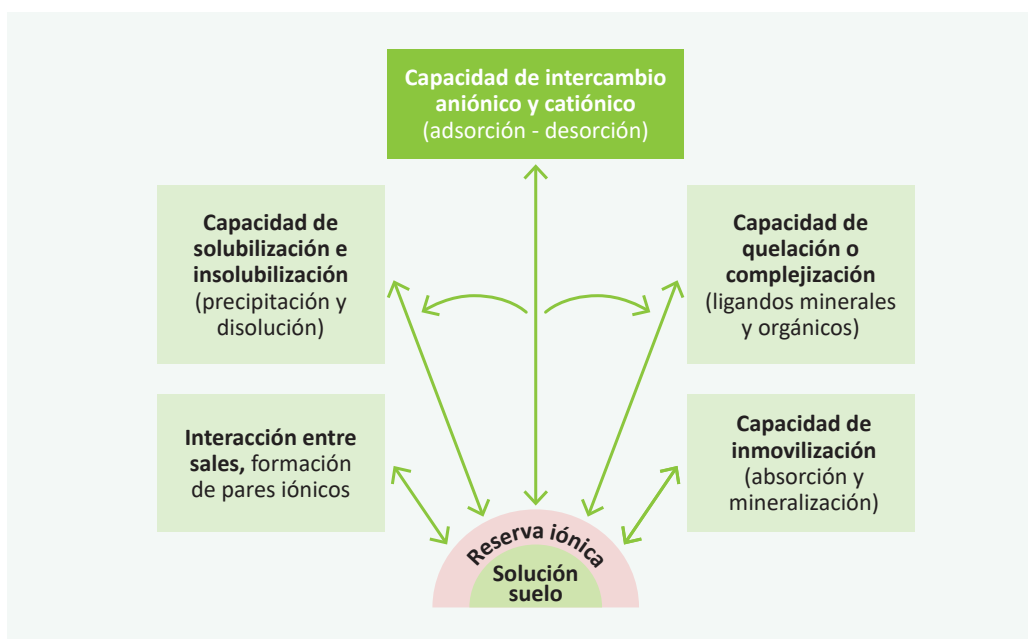 Capacidad de intercambio
aniónico y catiónico
(adsorción - desorción)
Capacidad de
solubilización e
insolubilización
(precipitación y
disolución)
Capacidad de
quelación o
complejización
(ligandos minerales
y orgánicos)
Interacción entre
sales, formación
de pares iónicos
Capacidad de
inmovilización
(absorción y
mineralización)
Reserva iónica
Solución
suelo